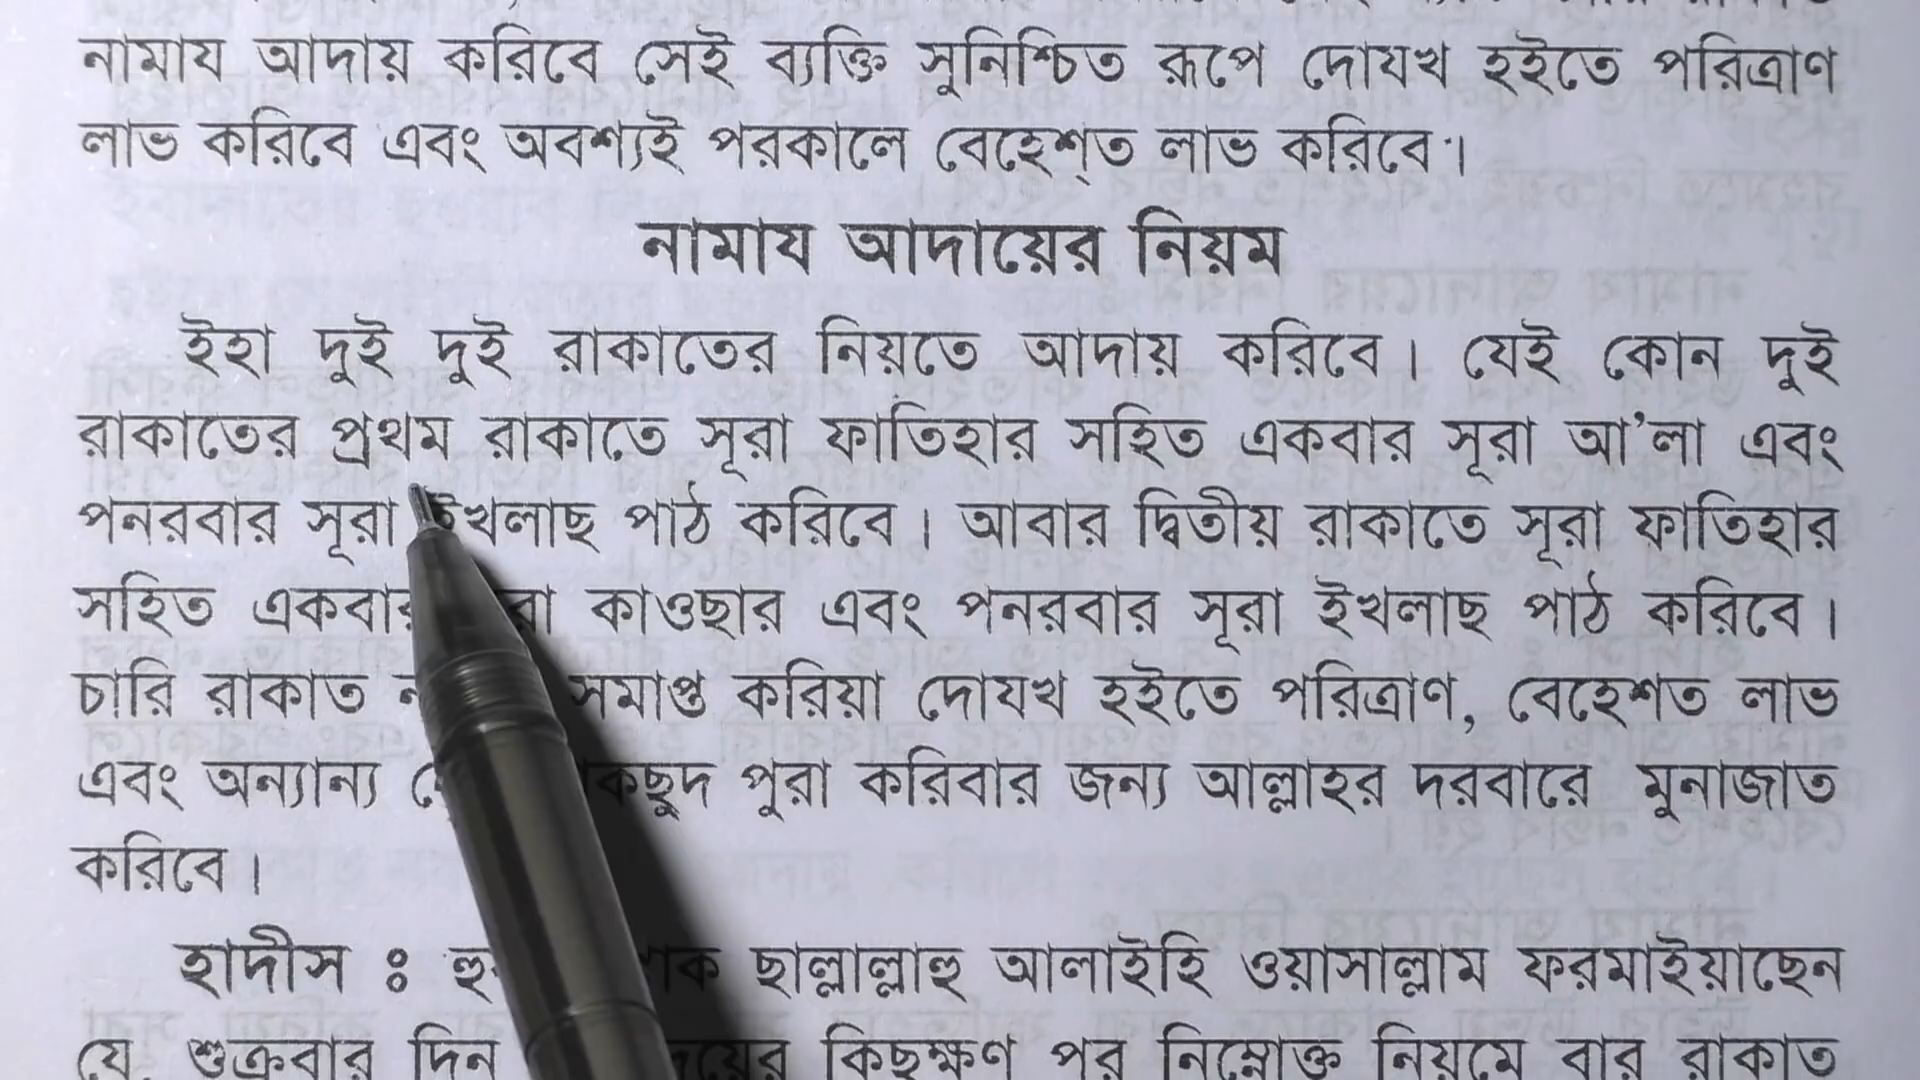 নামায আদায় করিবে সেই ব্যক্তি সুনিশ্চিত রূপে দোযখ হইতে পরিত্রাণ
লাভ করিবে এবং অবশ্যই পরকালে বেহেশ্ত লাভ করিবে।
নামায আদায়ের নিয়ম
ইহা দুই দুই রাকাতের নিয়তে আদায় করিবে। যেই কোন দুই
রাকাতের প্রথম রাকাতে সূরা ফাতিহার সহিত একবার সূরা আ'লা এবং
পনরবার সূরা ইখলাছ পাঠ করিবে। আবার দ্বিতীয় রাকাতে সূরা ফাতিহার
সহিত একবার কাওছার এবং পনরবার সূরা ইখলাছ পাঠ করিবে।
চারি রাকাত সমাপ্ত করিয়া দোযখ হইতে পরিত্রাণ, বেহেশত লাভ
এবং অন্যান্য পুরা করিবার জন্য আল্লাহর দরবারে মুনাজাত
করিবে।
হাদীস ঃ ছাল্লাল্লাহু আলাইহি ওয়াসাল্লাম ফরমাইয়াছেন
যে, শুক্রবার দিন কিছুক্ষণ পর নিম্নোক্ত নিয়মে বার রাকাত